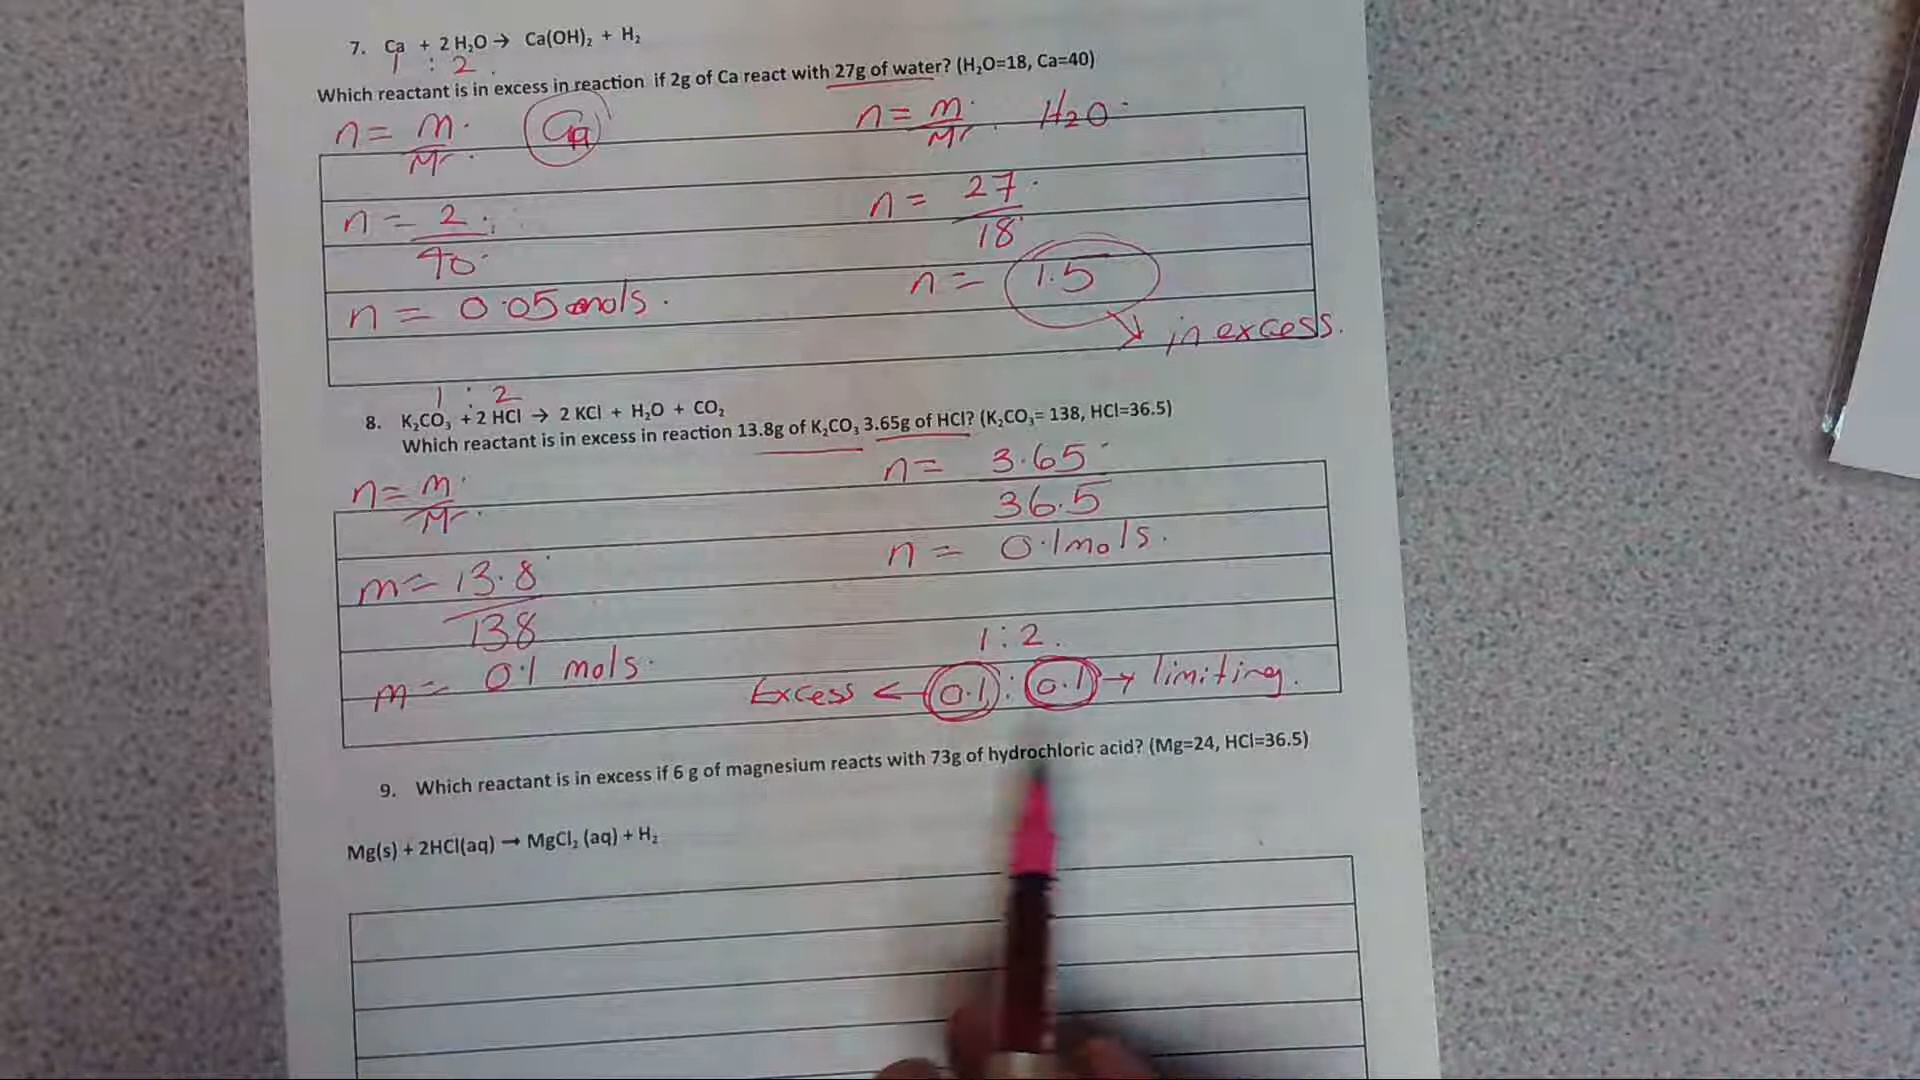 7. Ca + 2 H₂O → Ca(OH)₂ + H₂
1 : 2 .
Which reactant is in excess in reaction if 2g of Ca react with 27g of water? (H₂O=18, Ca=40)
n = m/Mr Ca
n = m/Mr H₂O
n = 2/40
n = 27/18
n = 0.05 mols.
n = 1.5
→ in excess.
1 : 2
8. K₂CO₃ + 2 HCl → 2 KCl + H₂O + CO₂
Which reactant is in excess in reaction 13.8g of K₂CO₃ 3.65g of HCl? (K₂CO₃= 138, HCl=36.5)
n = m/Mr
n = 3.65/36.5
m = 13.8/138
n = 0.1 mols.
m = 0.1 mols.
1 : 2 .
Excess ← 0.1 : 0.1 → limiting.
9. Which reactant is in excess if 6 g of magnesium reacts with 73g of hydrochloric acid? (Mg=24, HCl=36.5)
Mg(s) + 2HCl(aq) → MgCl₂ (aq) + H₂